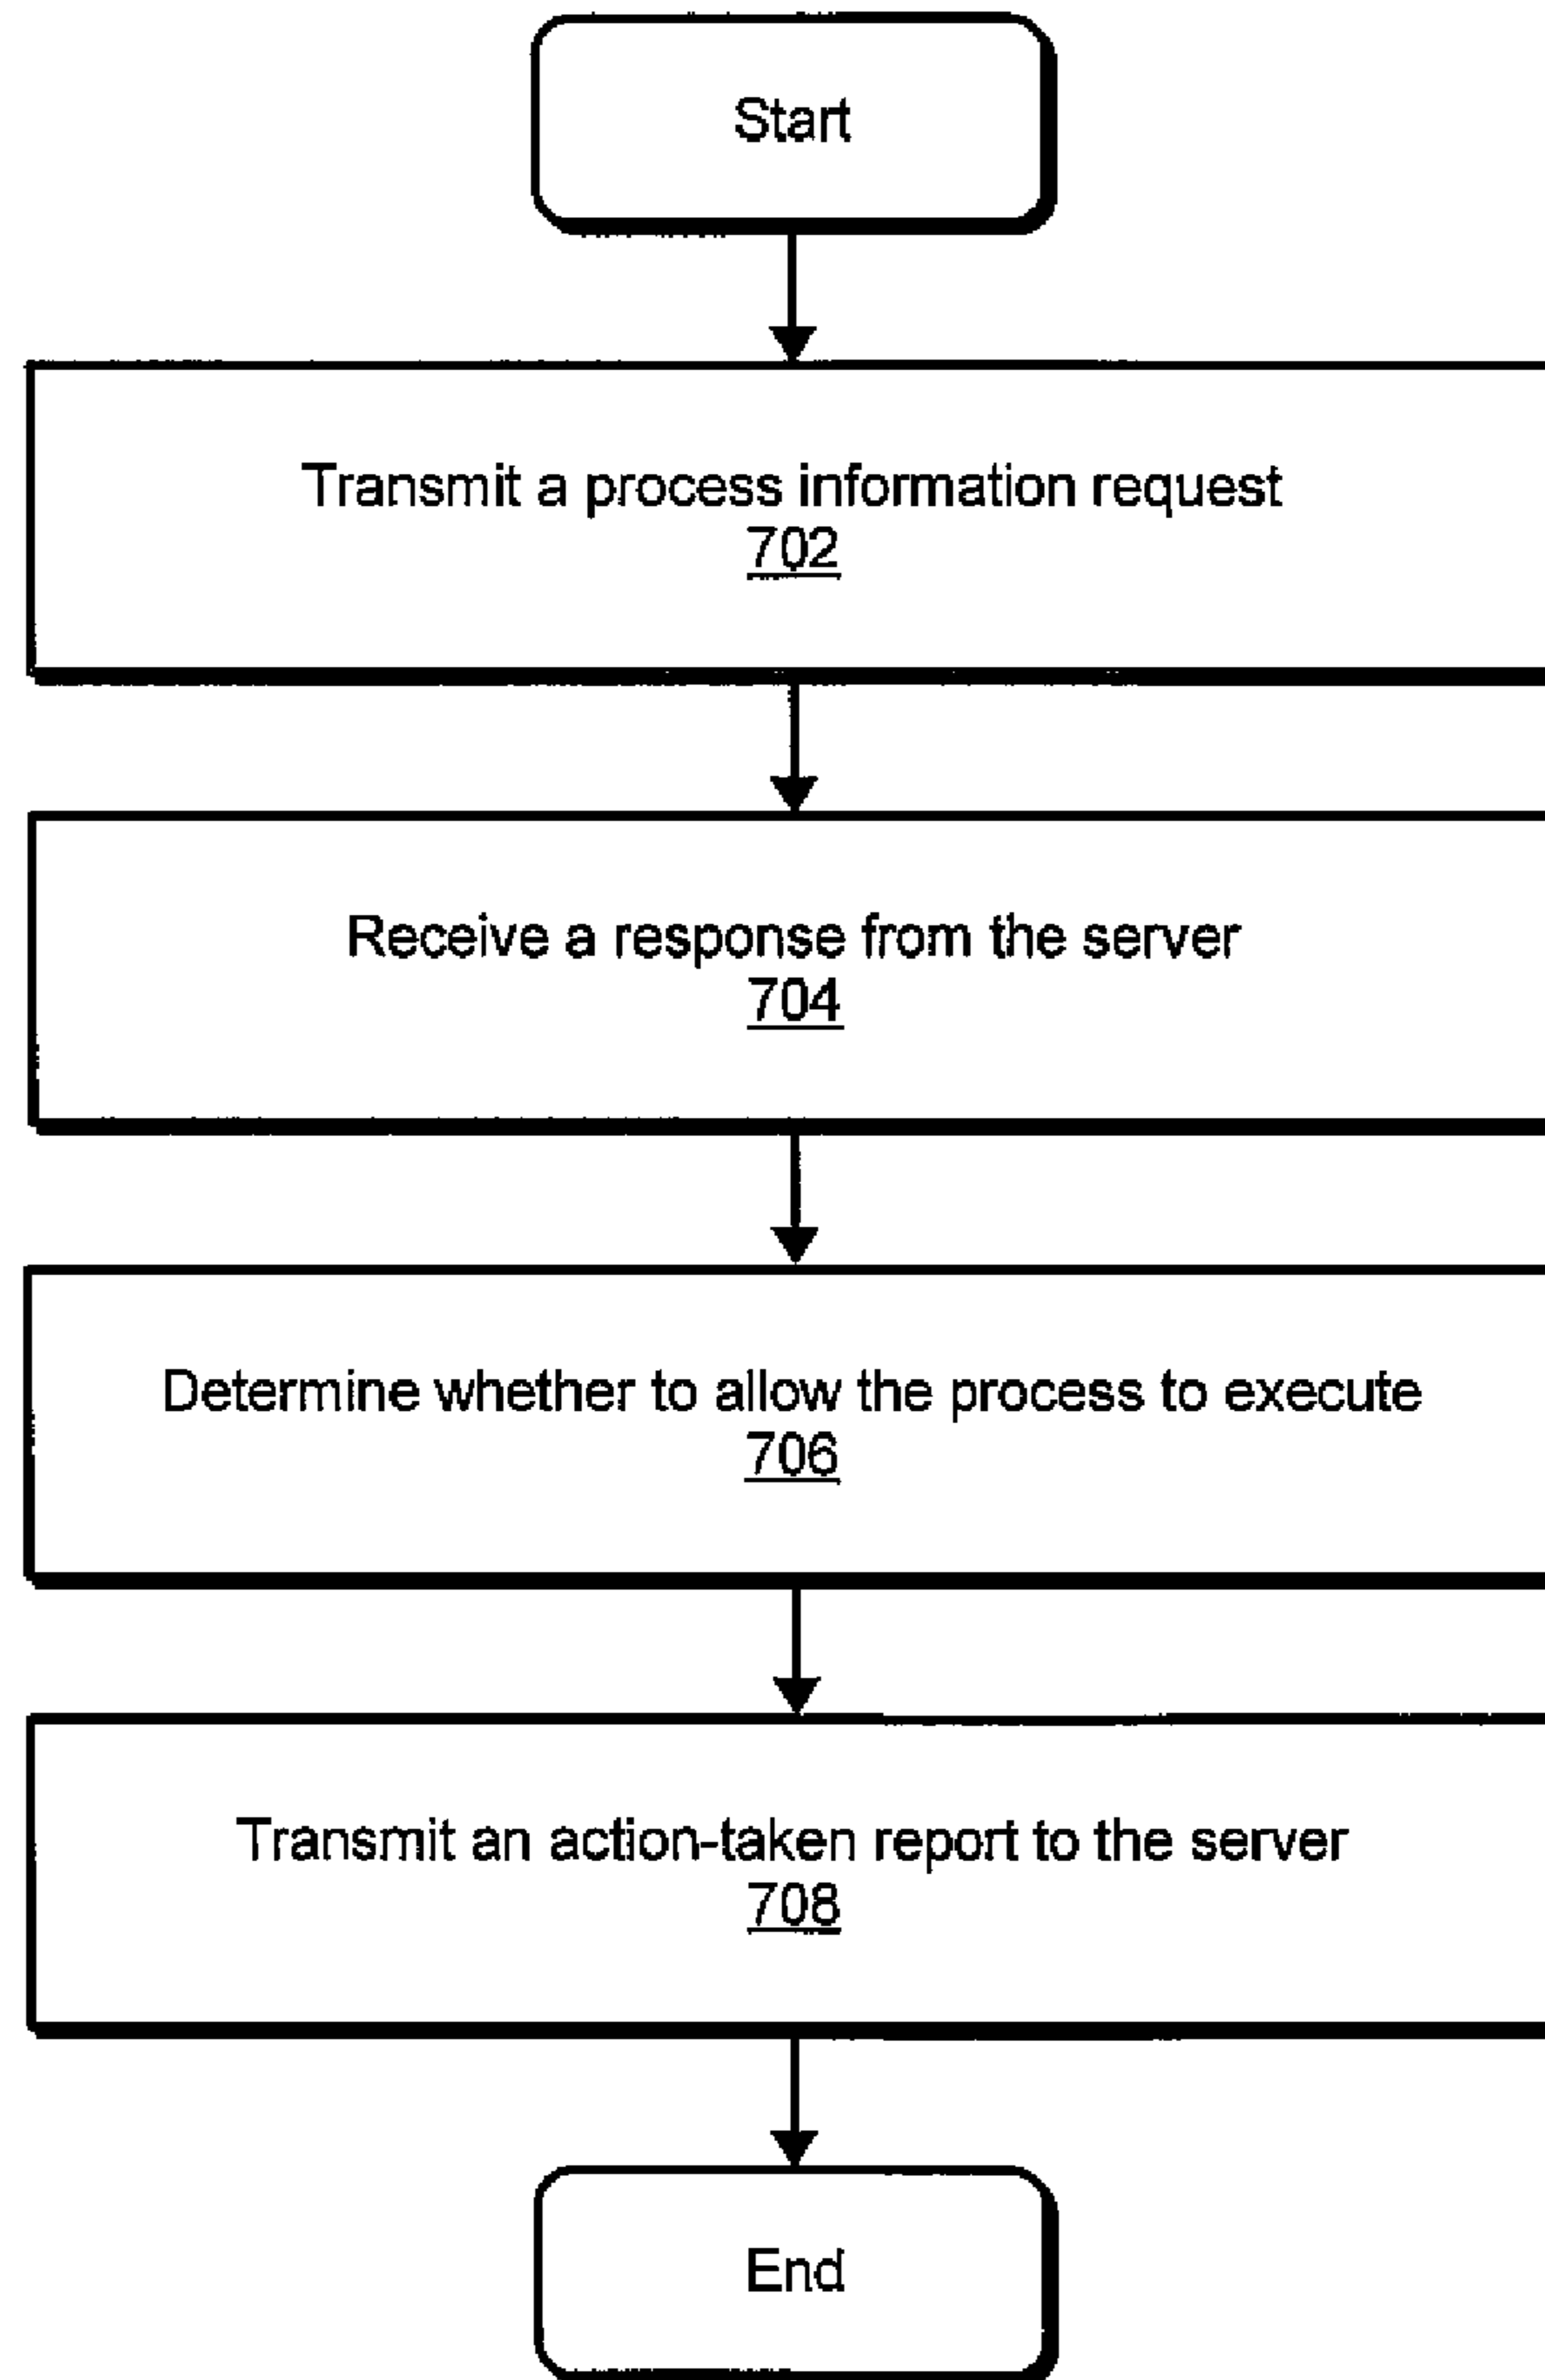 Start
Transmit a process information request
702
Receive a response from the server
704
Determine whether to allow the process to execute
706
Transmit an action-taken report to the server
708
End